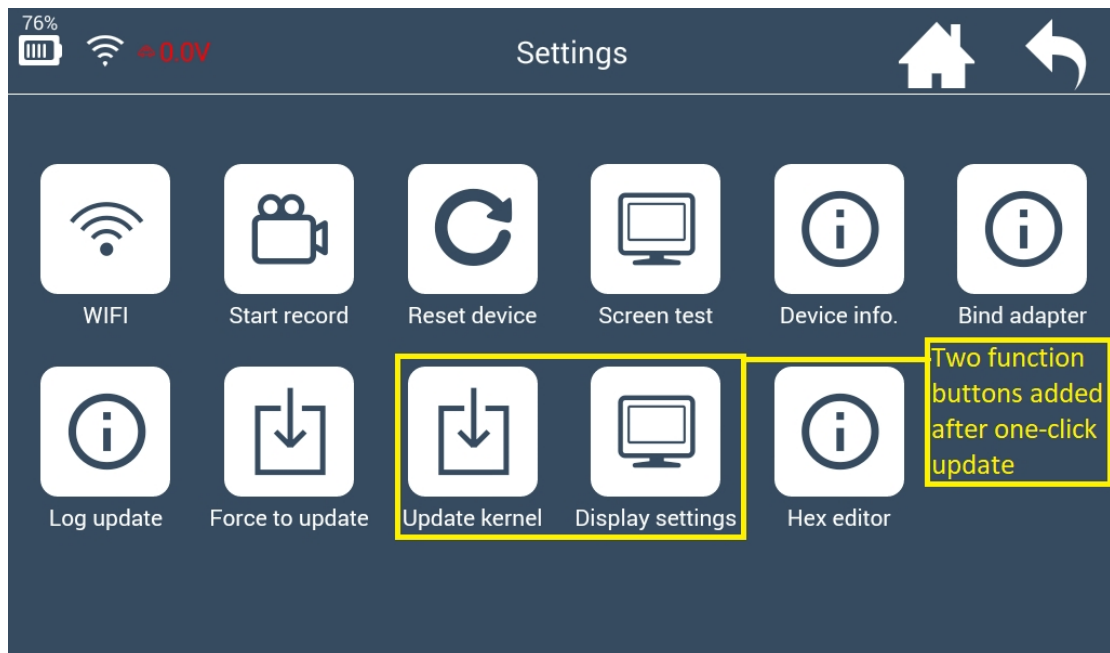 76%
0.0V
Settings
WIFI
Start record
Reset device
Screen test
Device info.
Bind adapter
Two function
buttons added
after one-click
update
Log update
Force to update
Update kernel
Display settings
Hex editor